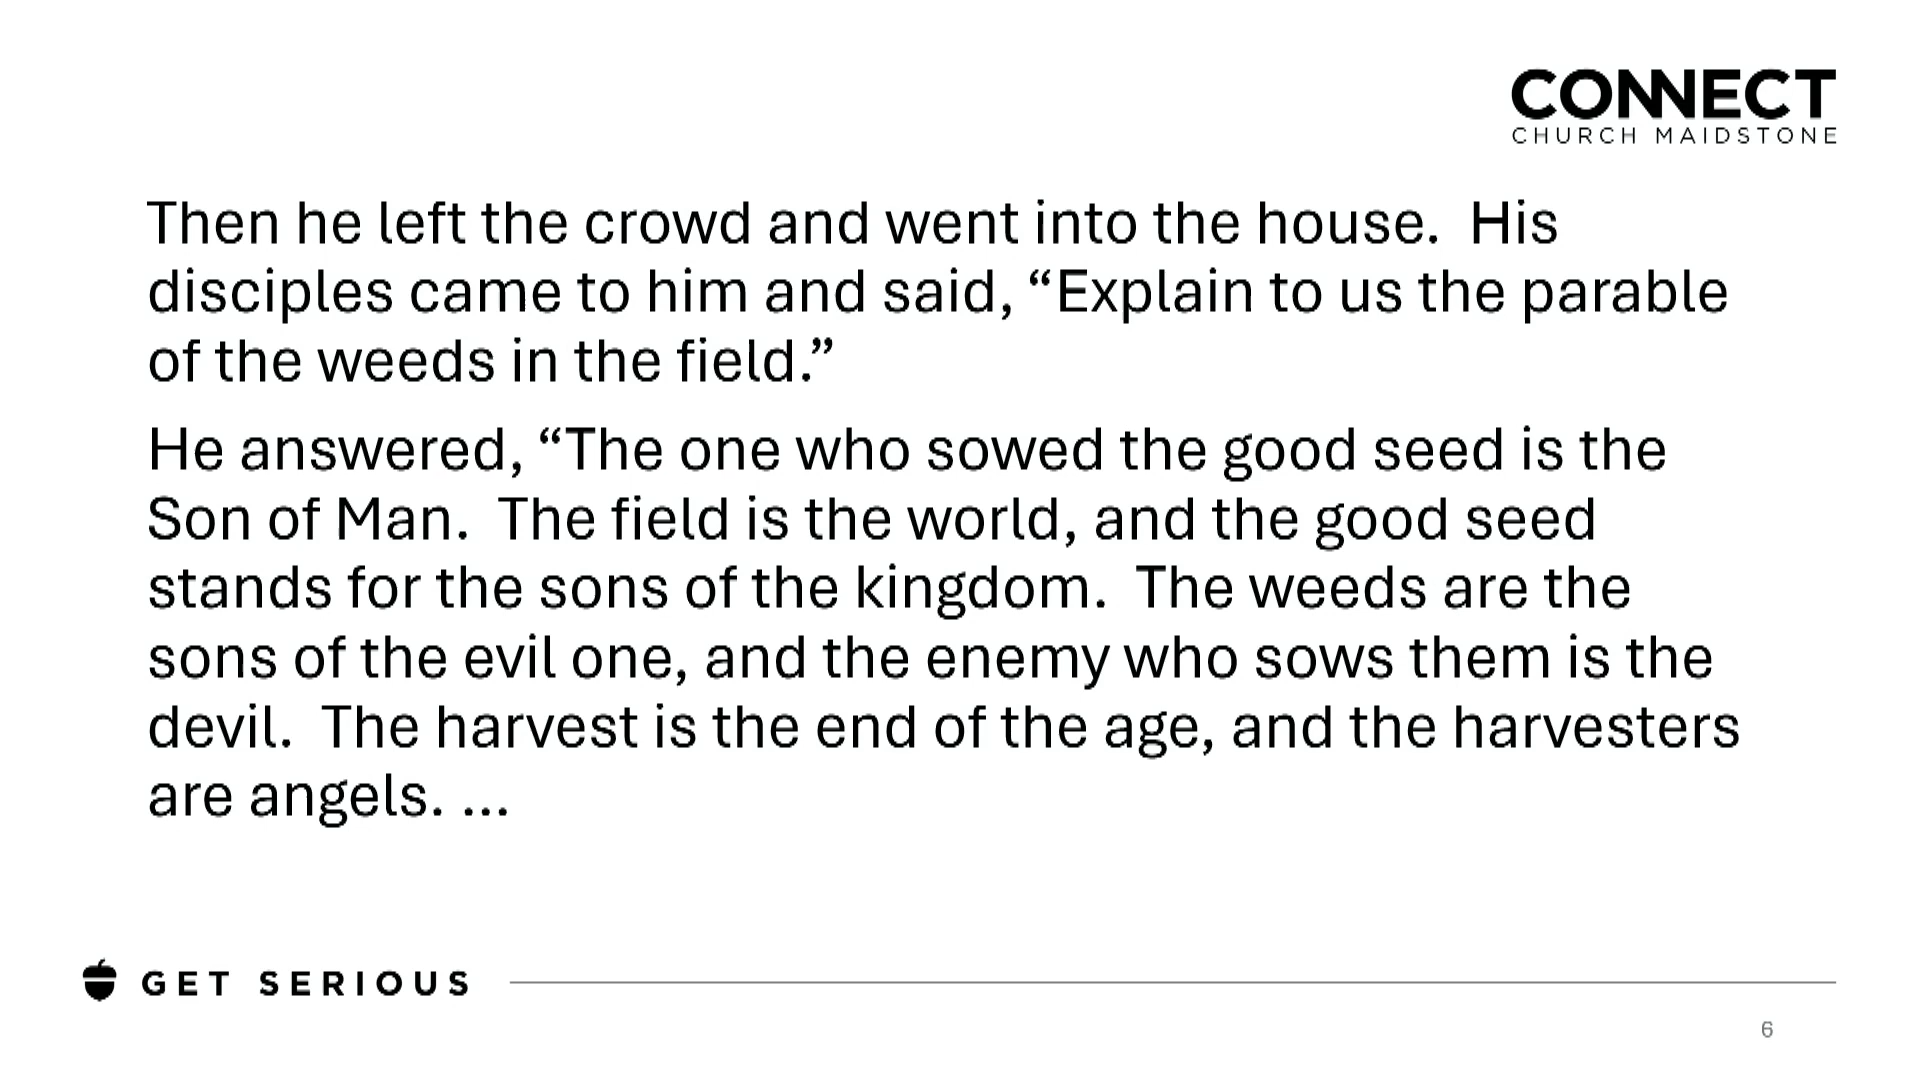 CONNECT
CHURCH MAIDSTONE
Then he left the crowd and went into the house.  His
disciples came to him and said, “Explain to us the parable
of the weeds in the field.”
He answered, “The one who sowed the good seed is the
Son of Man.  The field is the world, and the good seed
stands for the sons of the kingdom.  The weeds are the
sons of the evil one, and the enemy who sows them is the
devil.  The harvest is the end of the age, and the harvesters
are angels. ...
GET SERIOUS
6